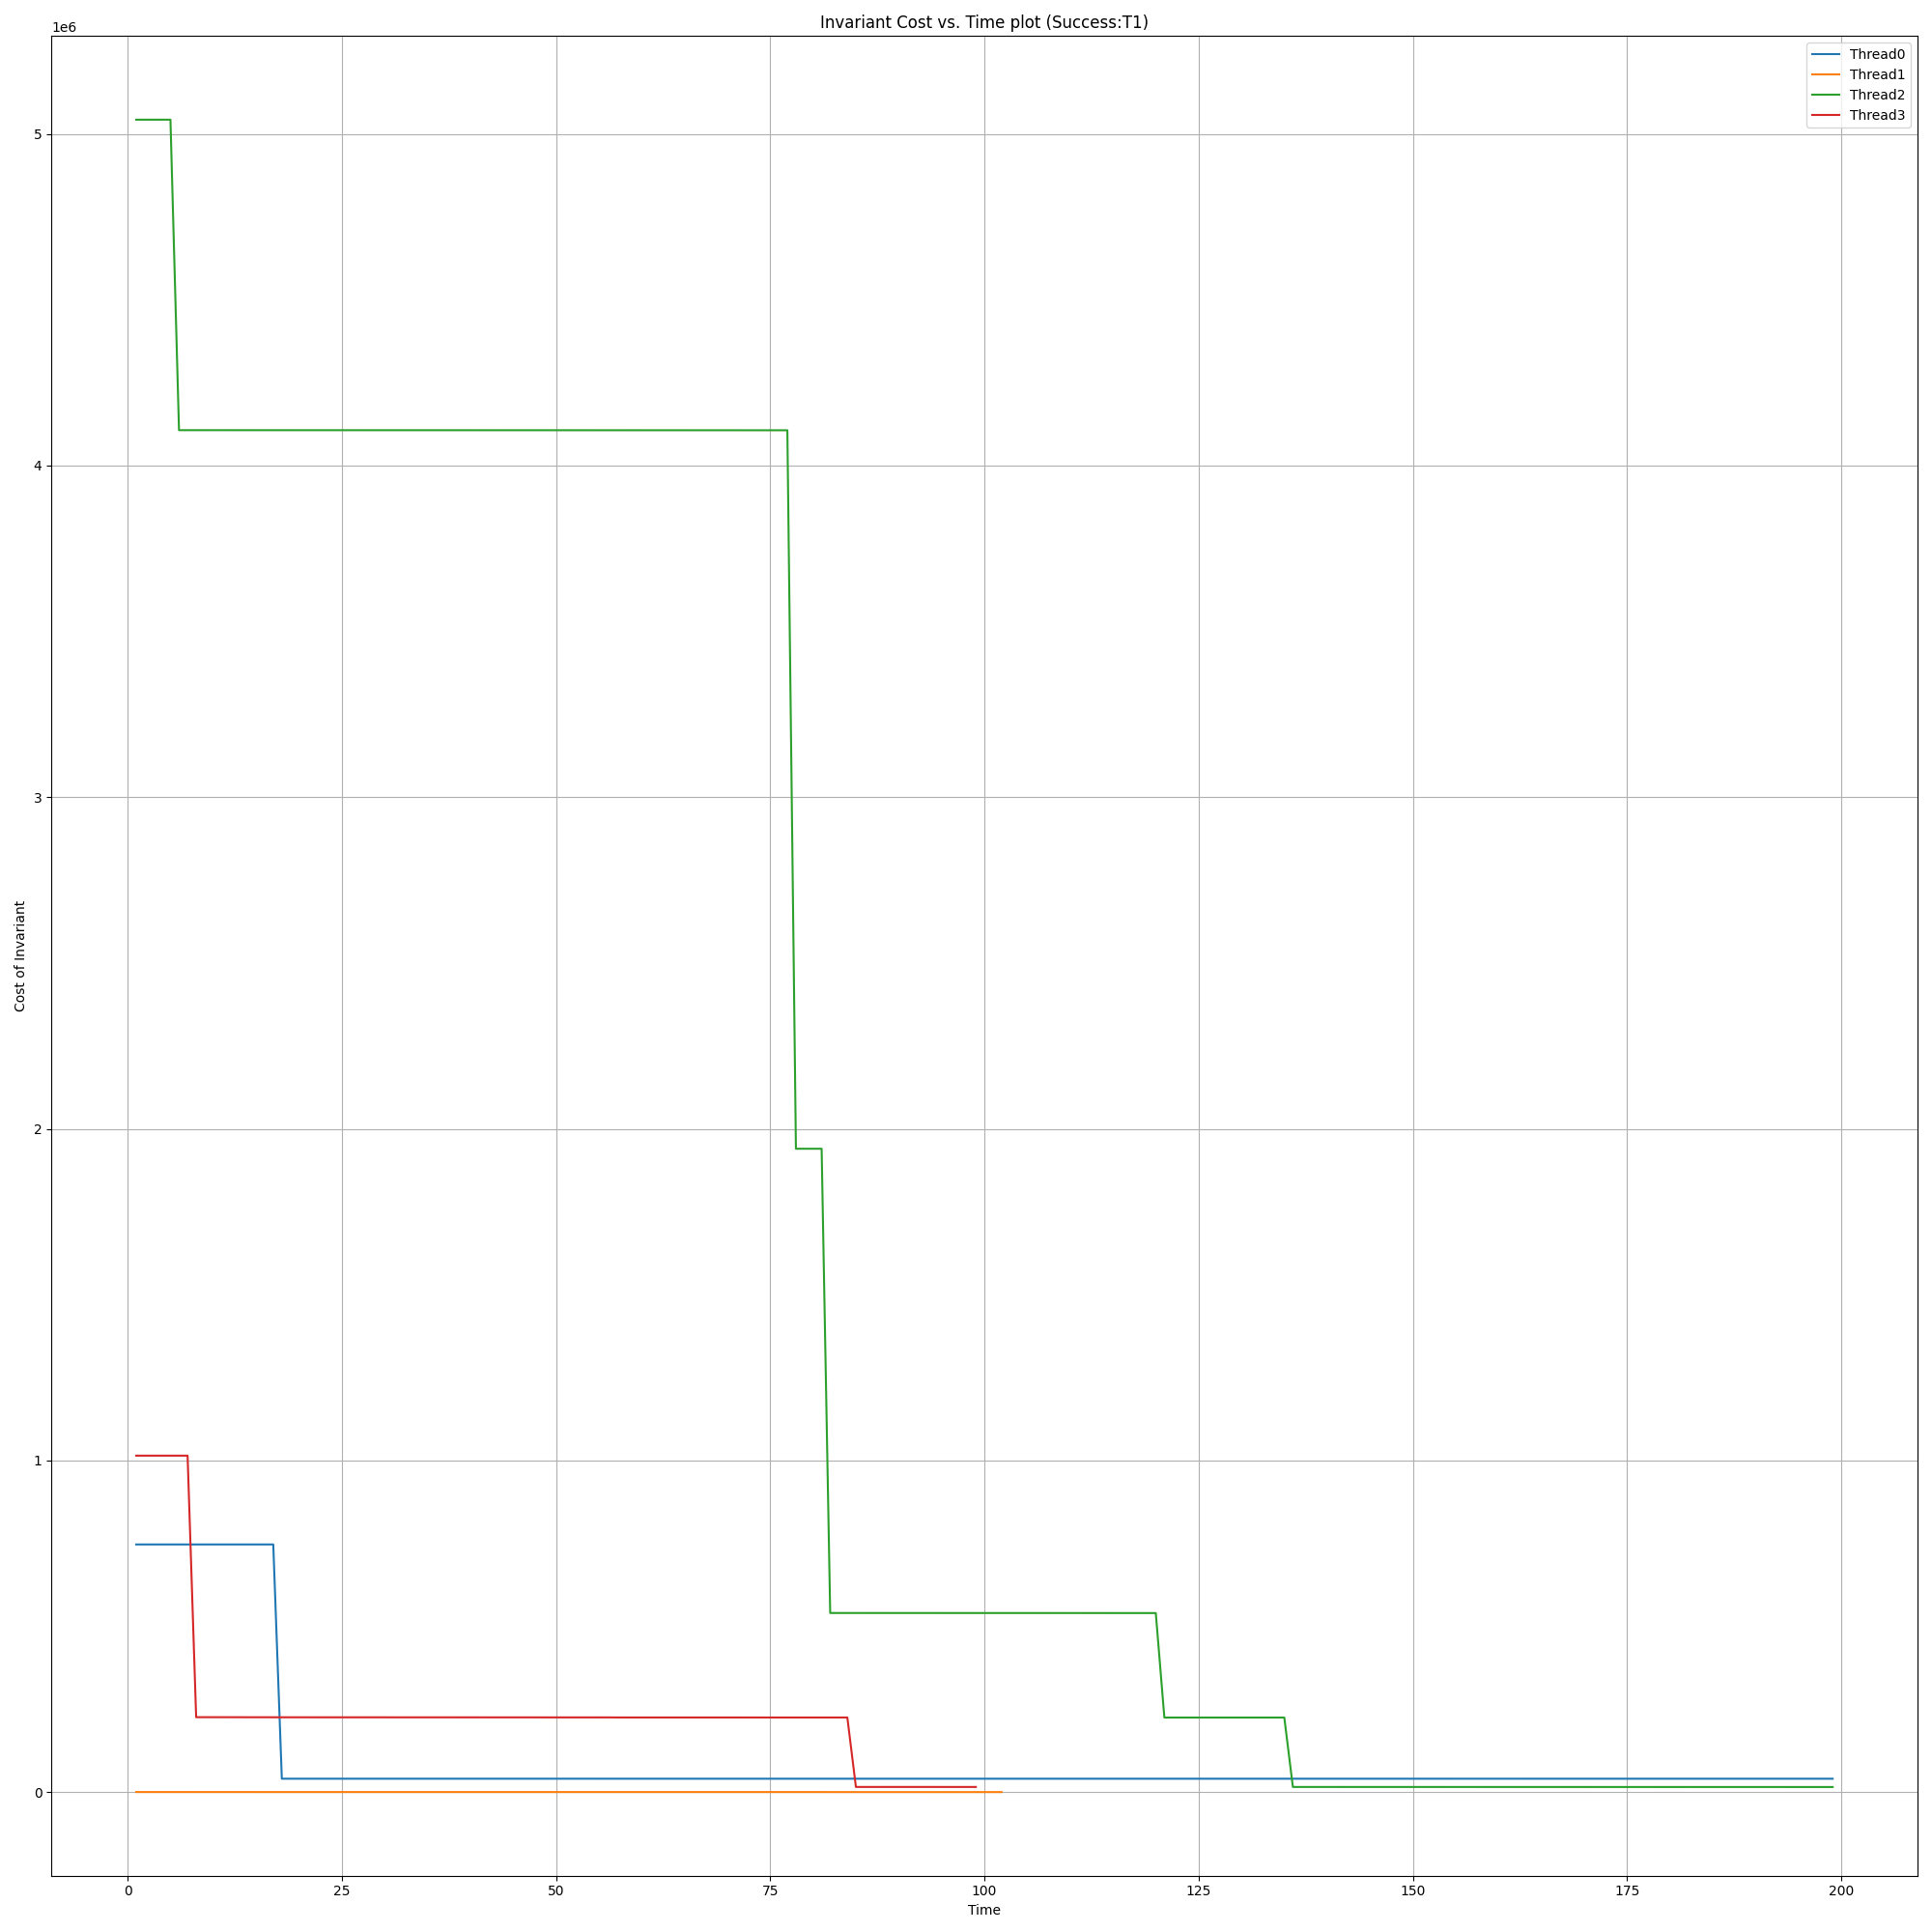 Invariant Cost vs. Time plot (Success:T1)
1e6
Thread0
Thread1
Thread2
Thread3
5
4
3
2
1
0
Cost of Invariant
0 25 50 75 100 125 150 175 200
Time